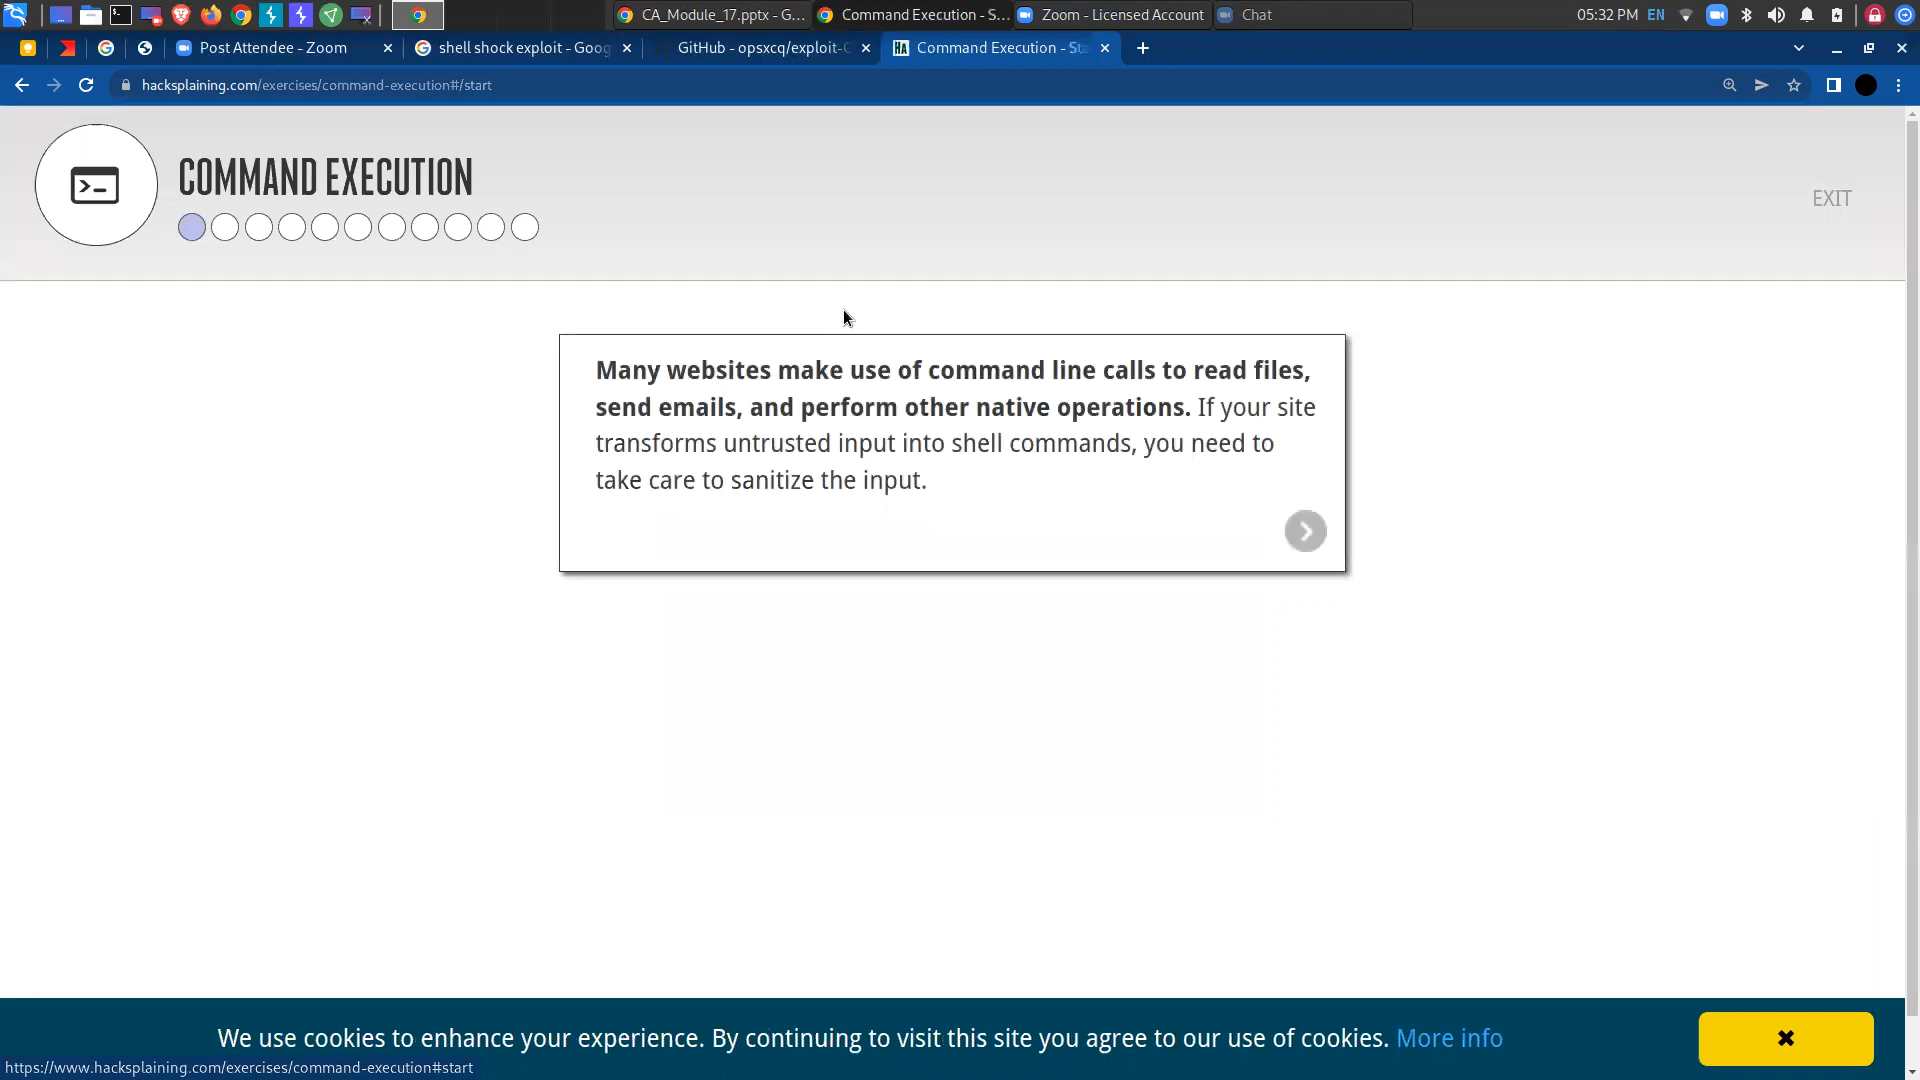 CA_Module_17.pptx - G...
Command Execution - S...
Zoom - Licensed Account
Chat
05:32 PM
EN
Post Attendee - Zoom
shell shock exploit - Goog
GitHub - opsxcq/exploit-C
HA
Command Execution - St
hacksplaining.com/exercises/command-execution#/start
COMMAND EXECUTION
EXIT
Many websites make use of command line calls to read files,
send emails, and perform other native operations. If your site
transforms untrusted input into shell commands, you need to
take care to sanitize the input.
We use cookies to enhance your experience. By continuing to visit this site you agree to our use of cookies. More info
https://www.hacksplaining.com/exercises/command-execution#start